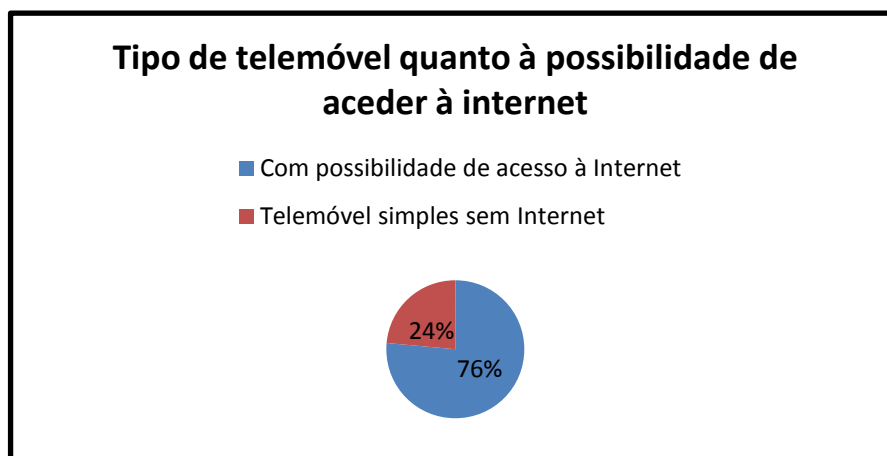 Tipo de telemóvel quanto à possibilidade de
aceder à internet
Com possibilidade de acesso à Internet
Telemóvel simples sem Internet
24%
76%